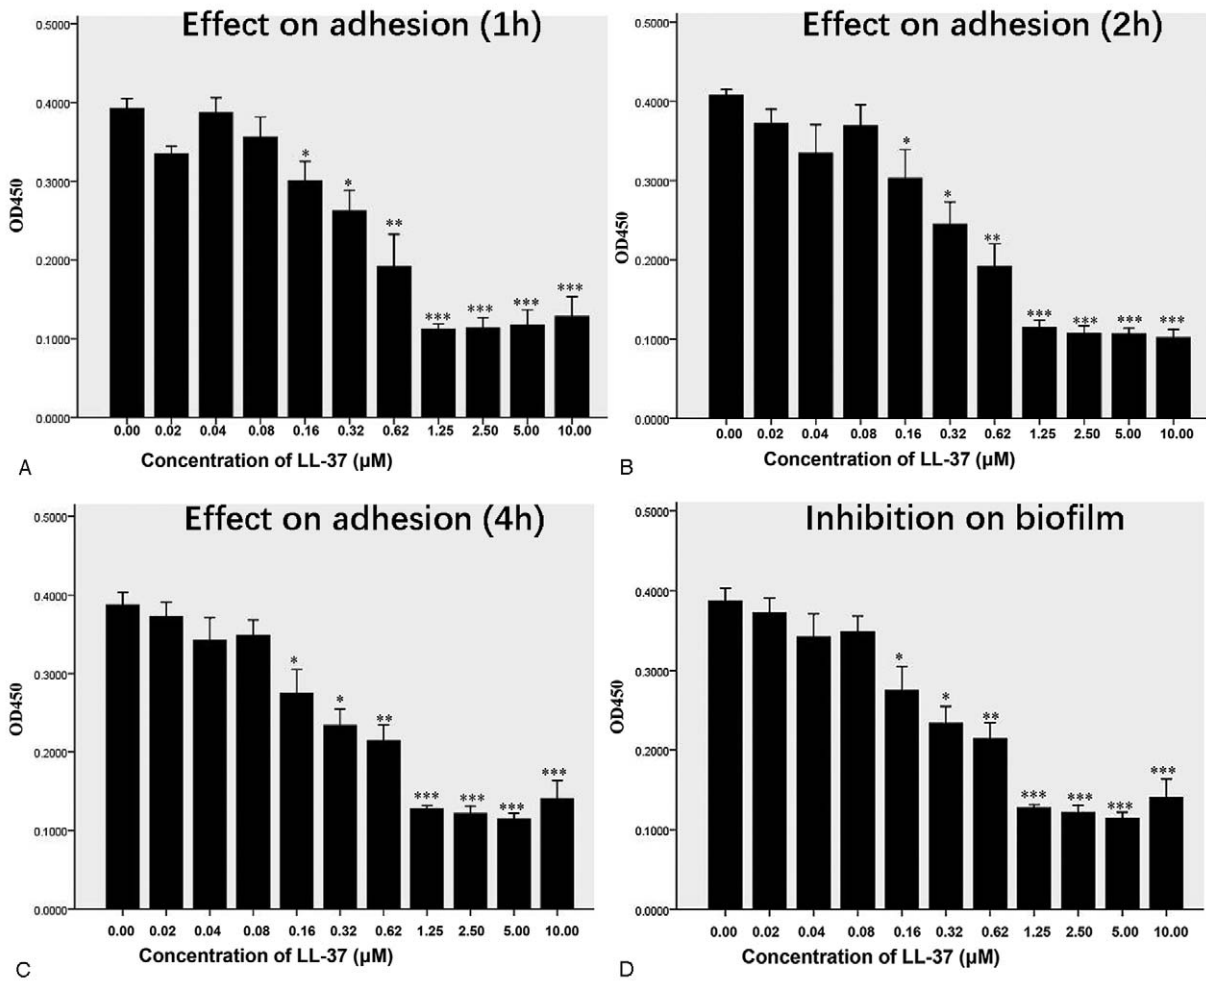 Effect on adhesion (1h)
0.5000
0.4000
0.3000
0.2000
0.1000
0.0000
OD450
* * ** *** *** *** ***
0.00 0.02 0.04 0.08 0.16 0.32 0.62 1.25 2.50 5.00 10.00
Concentration of LL-37 (µM)
A
Effect on adhesion (2h)
0.5000
0.4000
0.3000
0.2000
0.1000
0.0000
OD450
* * ** *** *** *** ***
0.00 0.02 0.04 0.08 0.16 0.32 0.62 1.25 2.50 5.00 10.00
Concentration of LL-37 (µM)
B
Effect on adhesion (4h)
0.5000
0.4000
0.3000
0.2000
0.1000
0.0000
OD450
* * ** *** *** *** ***
0.00 0.02 0.04 0.08 0.16 0.32 0.62 1.25 2.50 5.00 10.00
Concentration of LL-37 (µM)
C
Inhibition on biofilm
0.5000
0.4000
0.3000
0.2000
0.1000
0.0000
OD450
* * ** *** *** *** ***
0.00 0.02 0.04 0.08 0.16 0.32 0.62 1.25 2.50 5.00 10.00
Concentration of LL-37 (µM)
D